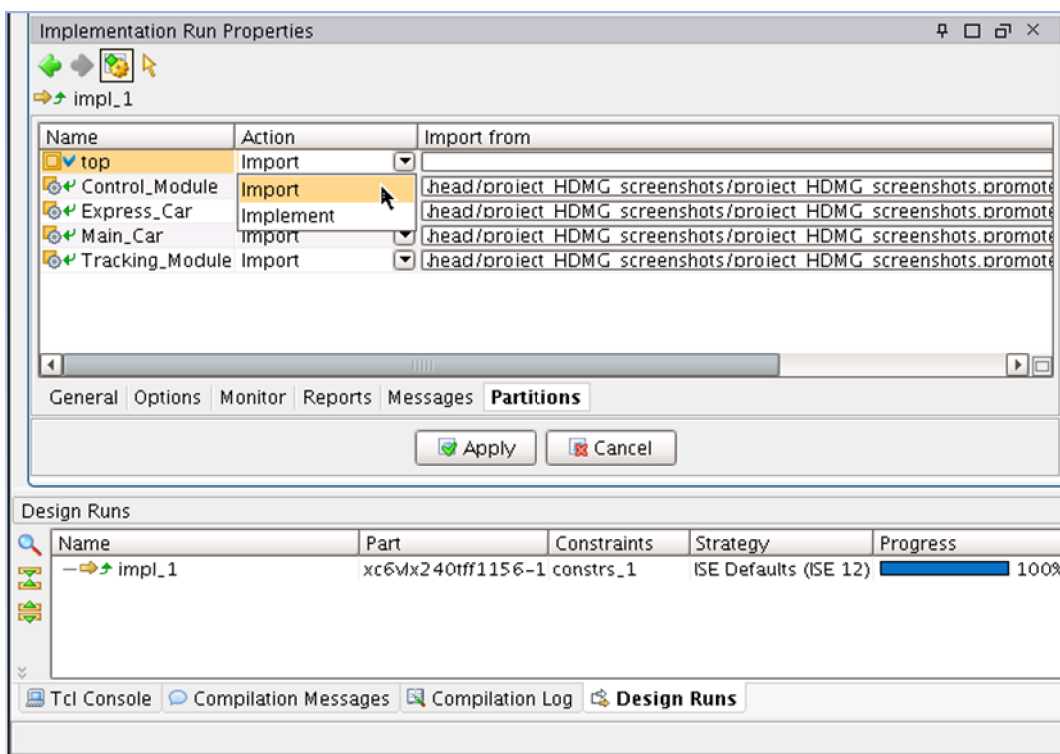 Implementation Run Properties
impl_1
Name Action Import from
top Import
Control_Module Import .head/project_HDMG_screenshots/project_HDMG_screenshots.promote
Express_Car Implement .head/project_HDMG_screenshots/project_HDMG_screenshots.promote
Main_Car Import .head/project_HDMG_screenshots/project_HDMG_screenshots.promote
Tracking_Module Import .head/project_HDMG_screenshots/project_HDMG_screenshots.promote
General Options Monitor Reports Messages Partitions
Apply Cancel
Design Runs
Name Part Constraints Strategy Progress
impl_1 xc6vlx240tff1156-1 constrs_1 ISE Defaults (ISE 12) 100%
Tcl Console Compilation Messages Compilation Log Design Runs